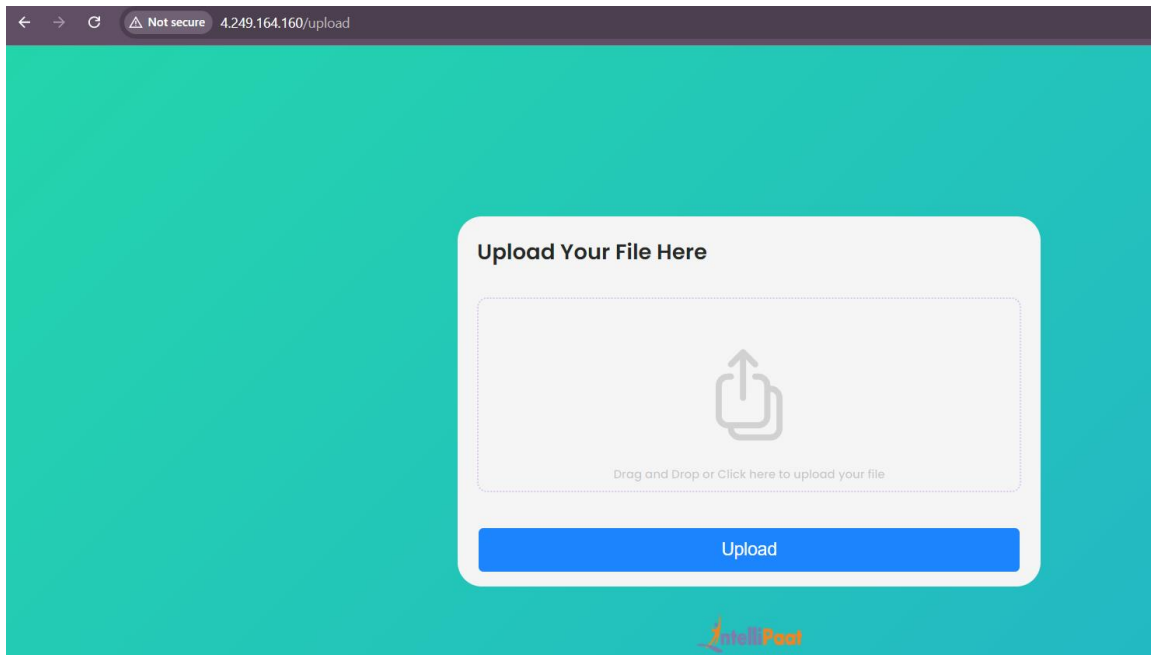 Not secure 4.249.164.160/upload
Upload Your File Here
Drag and Drop or Click here to upload your file
Upload
IntelliPaat